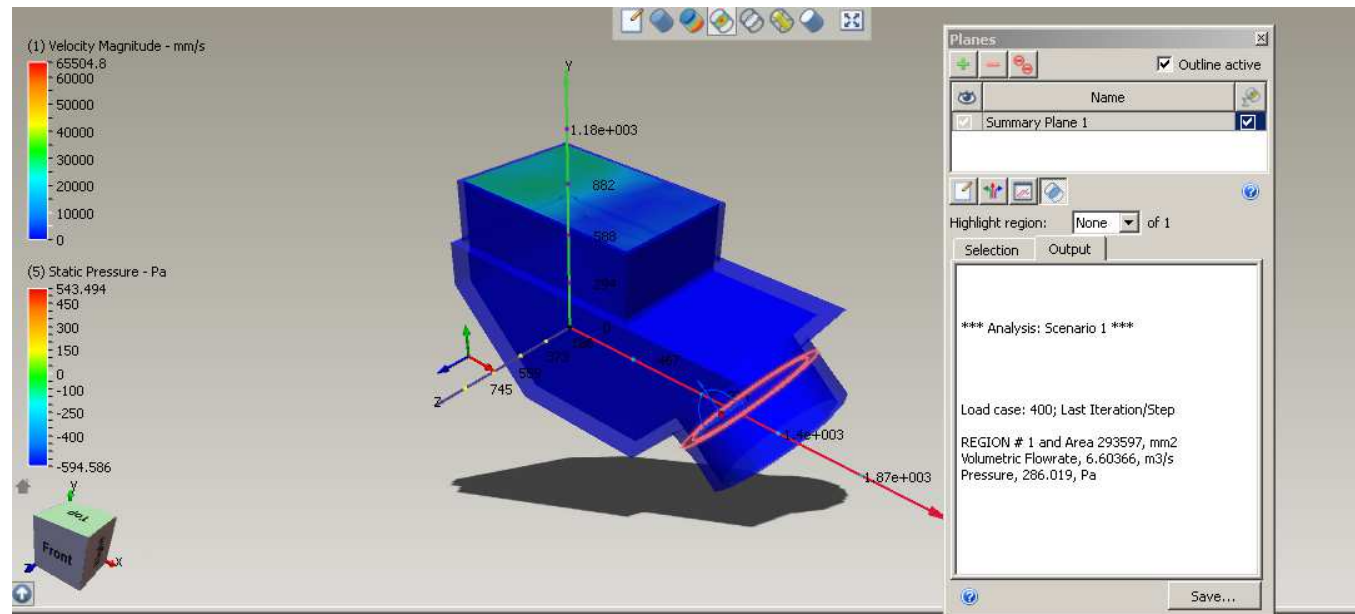 (1) Velocity Magnitude - mm/s
65504.8
60000
50000
40000
30000
20000
10000
0
(5) Static Pressure - Pa
543.494
450
300
150
0
-100
-250
-400
-594.586
Y
1.18e+003
882
588
294
0
373
559
745
Z
467
1.4e+003
1.87e+003
y
Top
Front
z
x
Planes
Outline active
Name
Summary Plane 1
Highlight region: None of 1
Selection Output
*** Analysis: Scenario 1 ***
Load case: 400; Last Iteration/Step
REGION # 1 and Area 293597, mm2
Volumetric Flowrate, 6.60366, m3/s
Pressure, 286.019, Pa
Save...